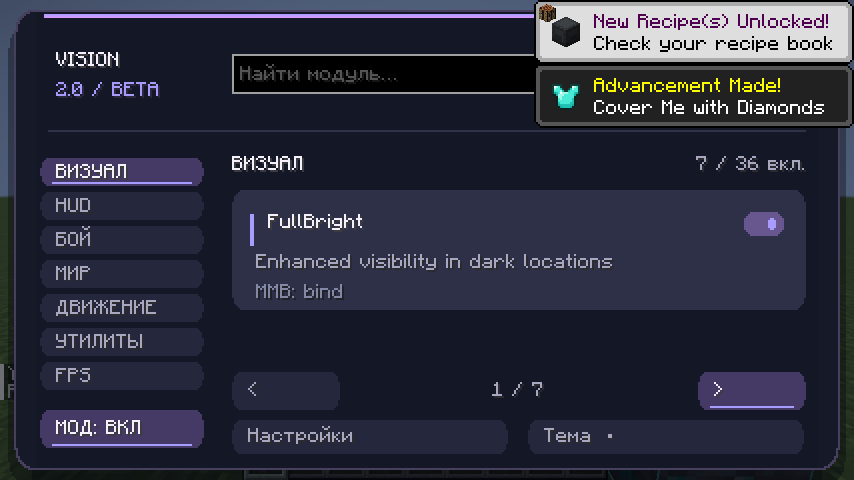 New Recipe(s) Unlocked!
Check your recipe book
Advancement Made!
Cover Me with Diamonds
VISION
2.0 / BETA
Найти модуль...
ВИЗУАЛ
HUD
БОЙ
МИР
ДВИЖЕНИЕ
УТИЛИТЫ
FPS
МОД: ВКЛ
ВИЗУАЛ
7 / 36 вкл.
FullBright
Enhanced visibility in dark locations
MMB: bind
<
1 / 7
>
Настройки
Тема •